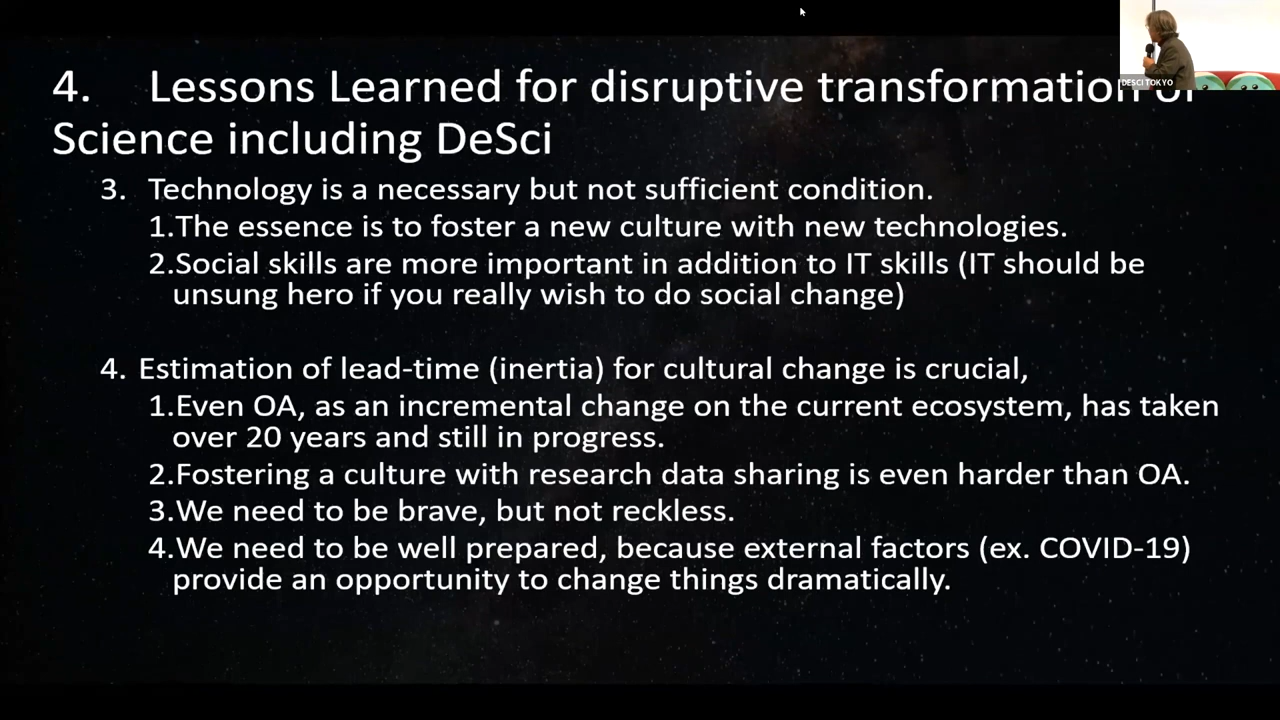 4. Lessons Learned for disruptive transformation of
Science including DeSci
3. Technology is a necessary but not sufficient condition.
1.The essence is to foster a new culture with new technologies.
2.Social skills are more important in addition to IT skills (IT should be
unsung hero if you really wish to do social change)
4. Estimation of lead-time (inertia) for cultural change is crucial,
1.Even OA, as an incremental change on the current ecosystem, has taken
over 20 years and still in progress.
2.Fostering a culture with research data sharing is even harder than OA.
3.We need to be brave, but not reckless.
4.We need to be well prepared, because external factors (ex. COVID-19)
provide an opportunity to change things dramatically.
DESCI TOKYO